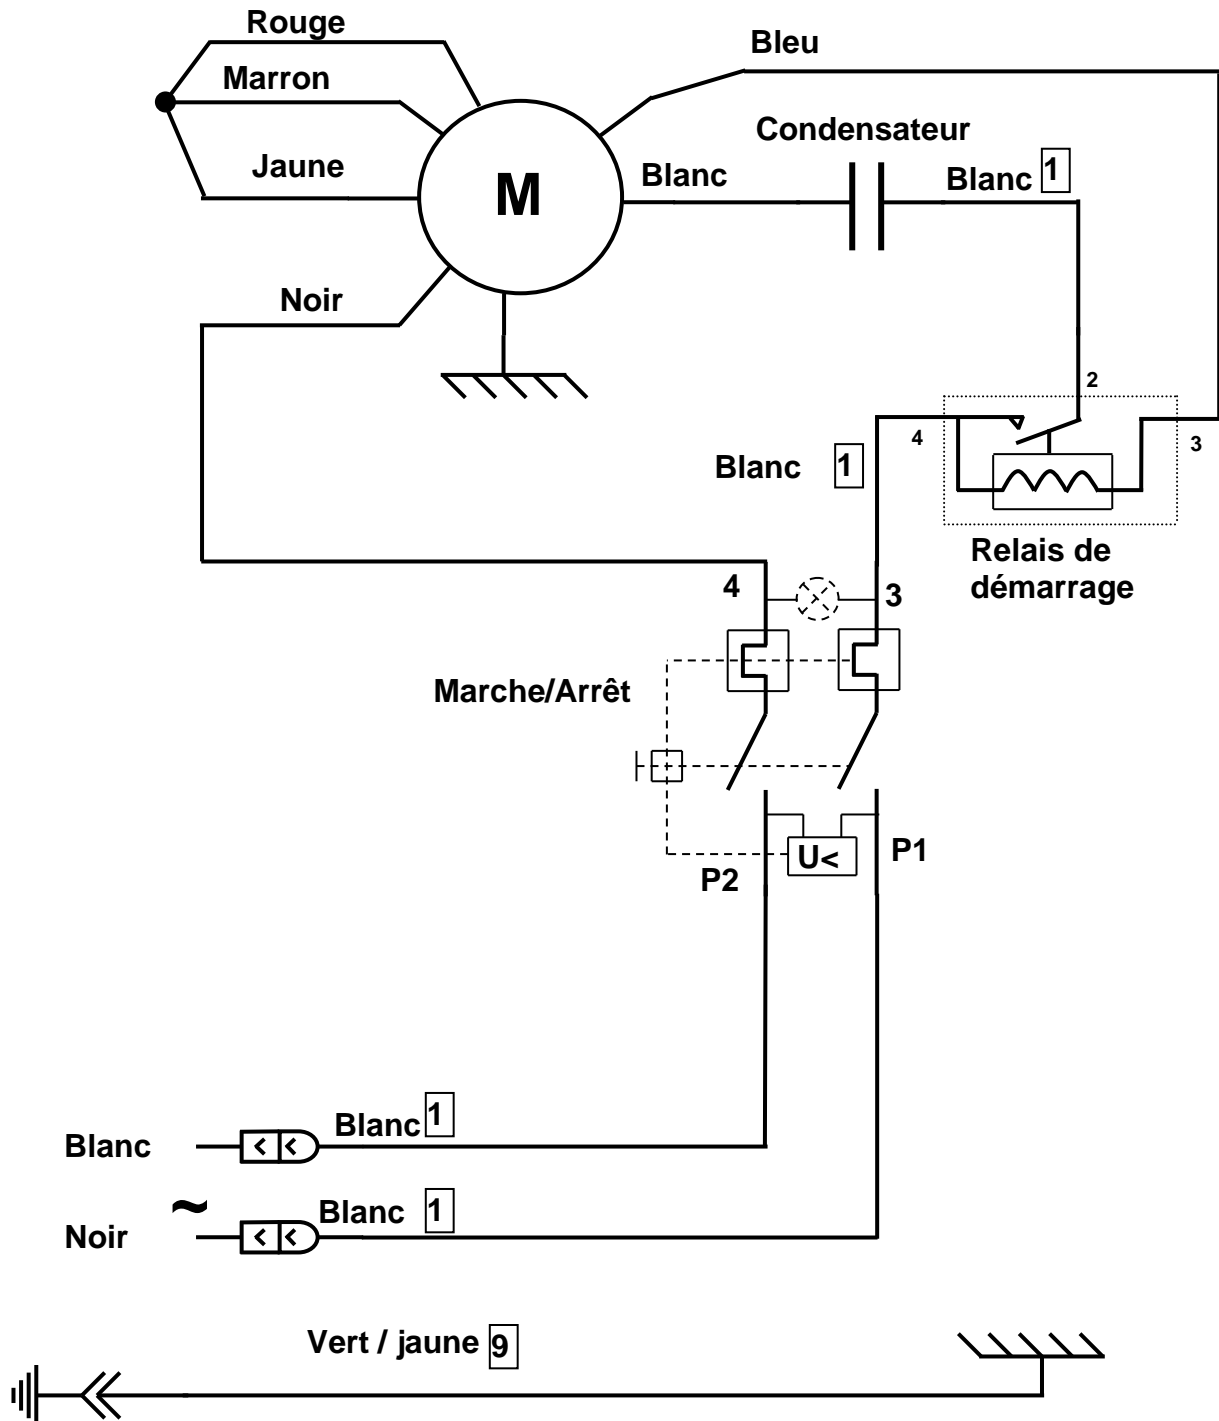 Rouge
Bleu
Marron
Condensateur
Jaune
M
Blanc
Blanc 1
Noir
2
4
3
Blanc 1
Relais de
démarrage
4
3
Marche/Arrêt
U<
P1
P2
Blanc
Blanc 1
~
Noir
Blanc 1
Vert / jaune 9